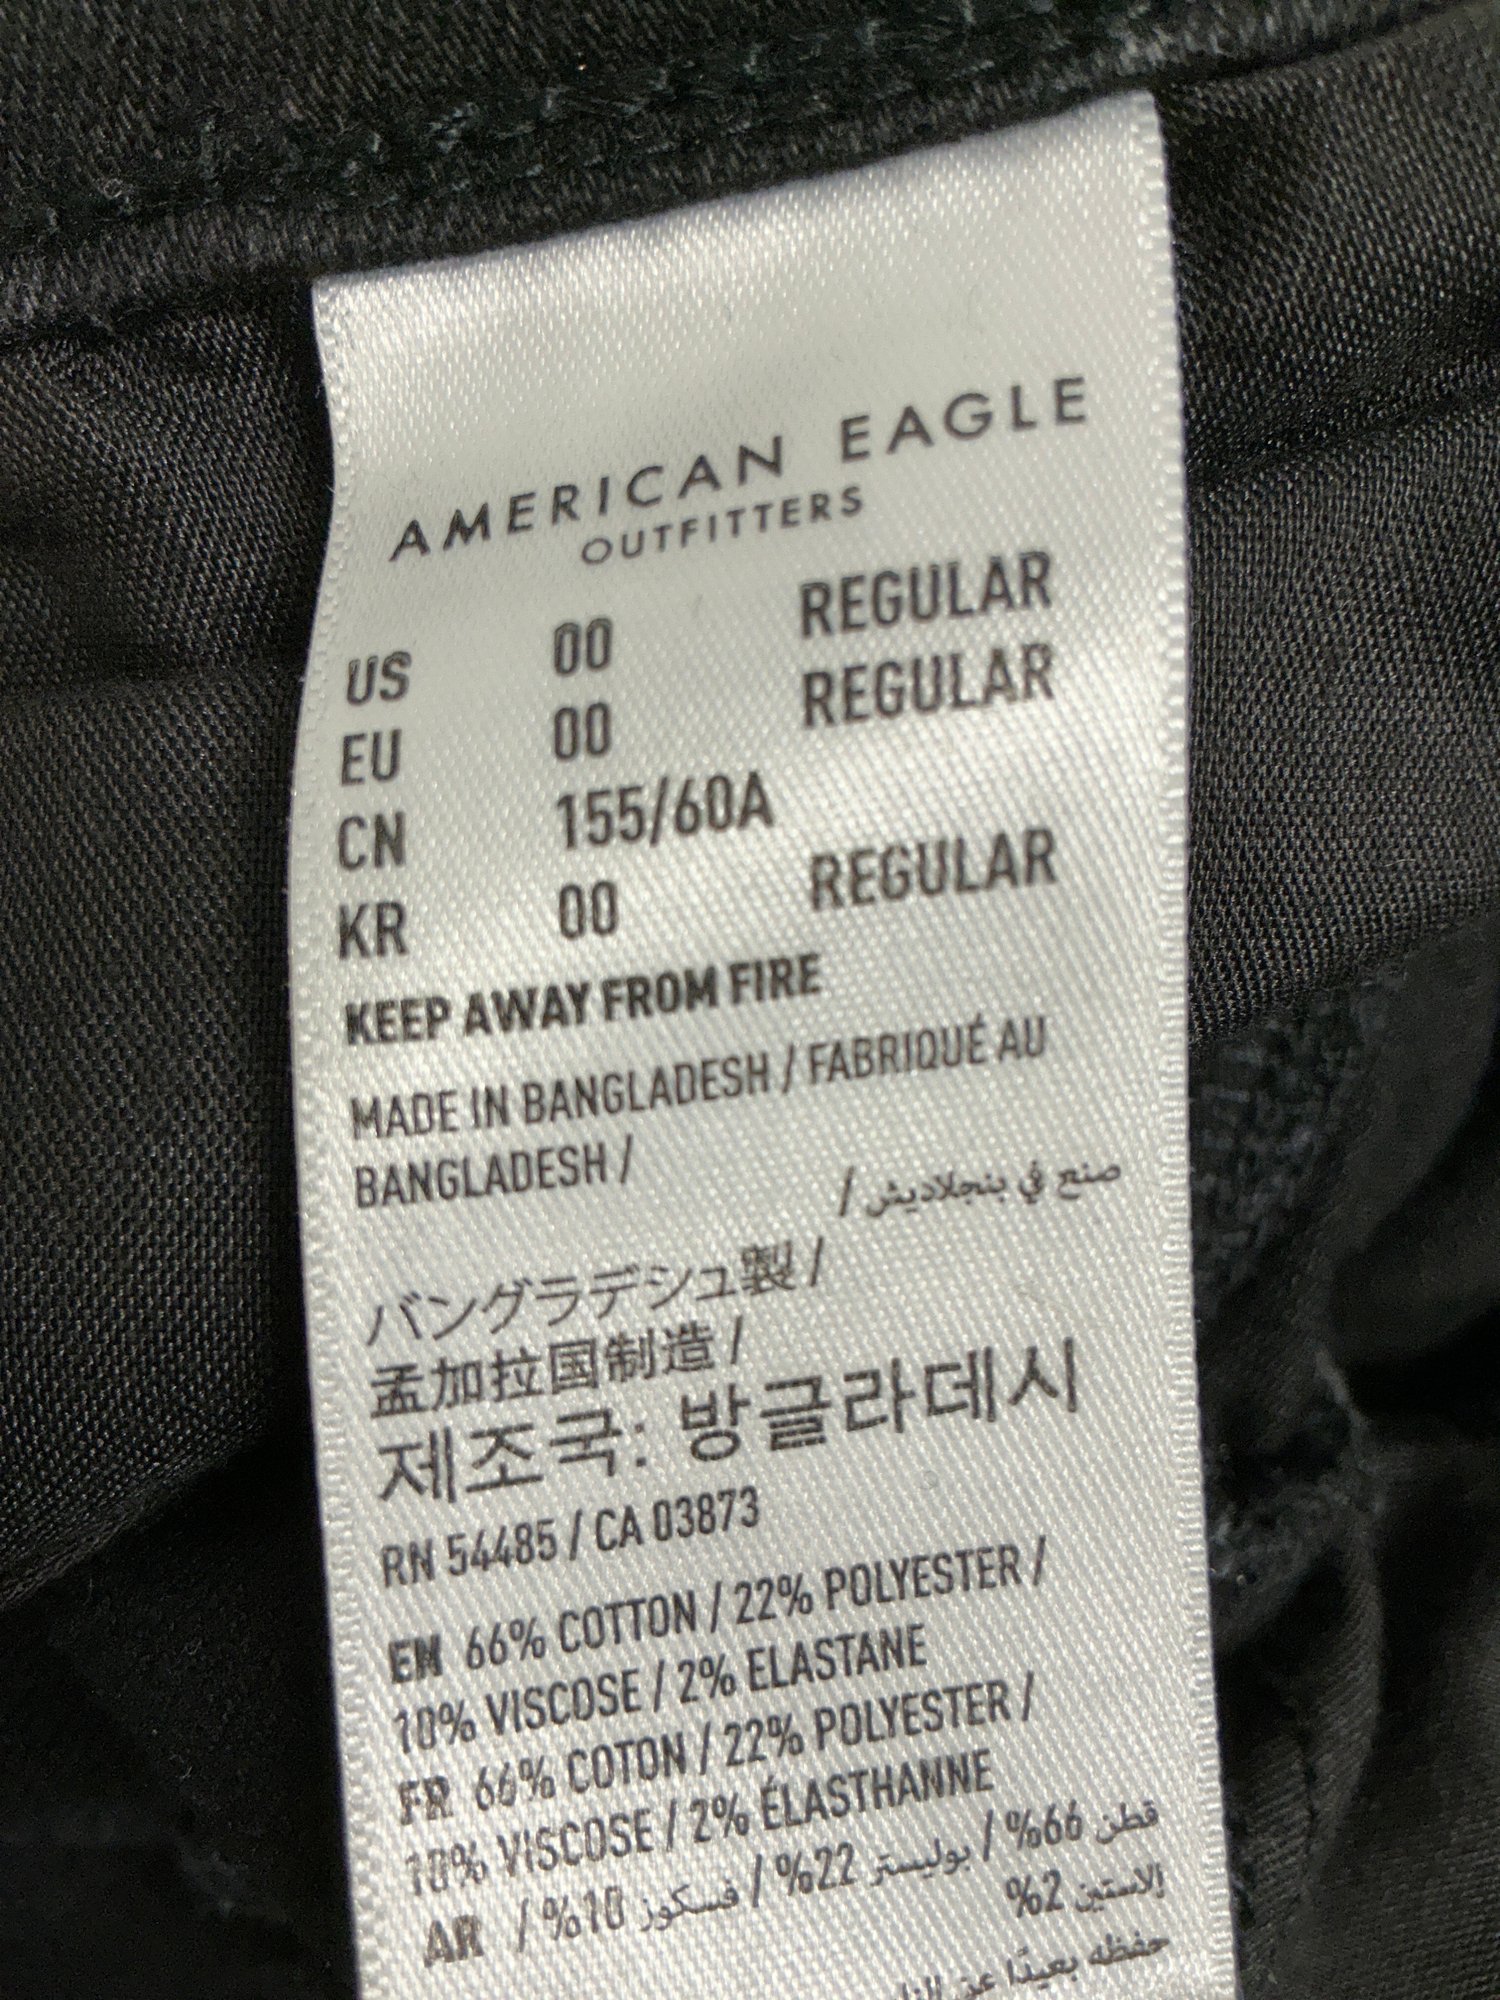 AMERICAN EAGLE
OUTFITTERS
US 00 REGULAR
EU 00 REGULAR
CN 155/60A
KR 00 REGULAR
KEEP AWAY FROM FIRE
MADE IN BANGLADESH / FABRIQUÉ AU
BANGLADESH /
صنع في بنجلاديش /
バングラデシュ製 /
孟加拉国制造 /
제조국: 방글라데시
RN 54485 / CA 03873
EN 66% COTTON / 22% POLYESTER /
10% VISCOSE / 2% ELASTANE
FR 66% COTON / 22% POLYESTER /
10% VISCOSE / 2% ÉLASTHANNE
AR قطن 66% / بوليستر 22% / فسكوز 10% /
إلاستين 2%
حفظه بعيدًا عن